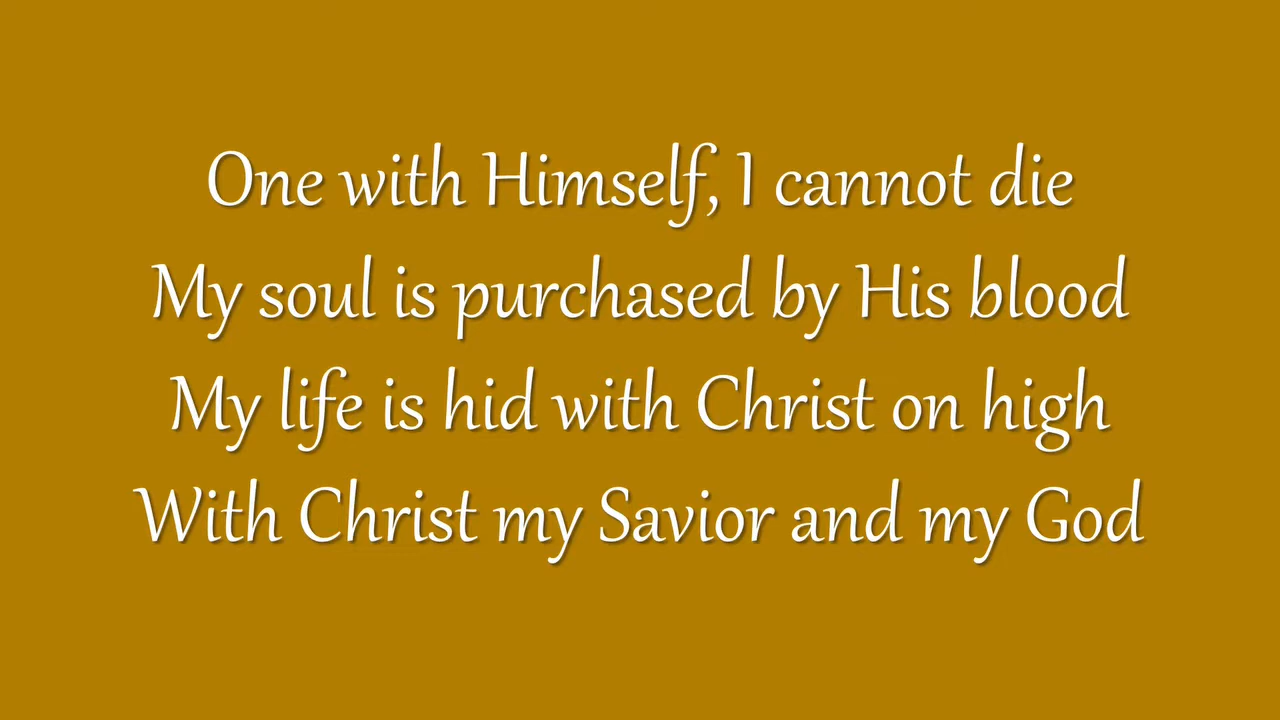 One with Himself, I cannot die
My soul is purchased by His blood
My life is hid with Christ on high
With Christ my Savior and my God